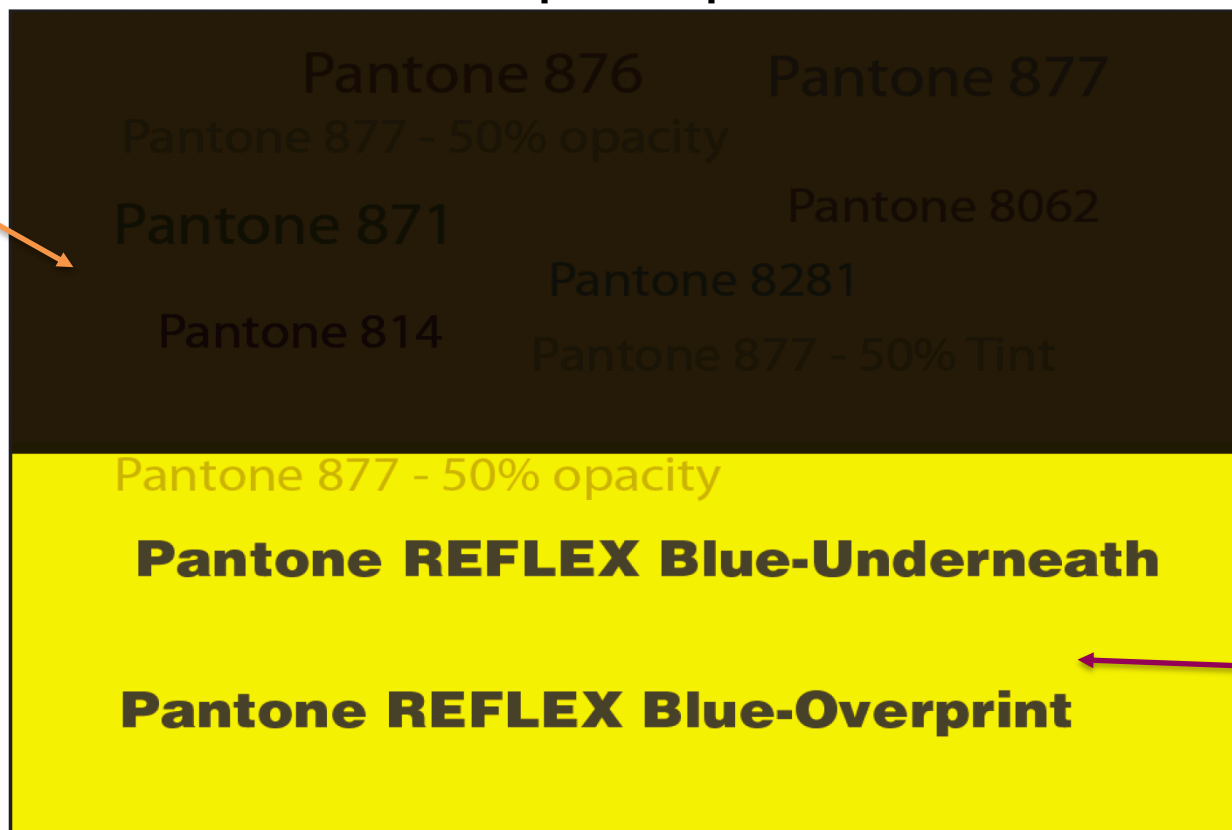 Pantone 876 Pantone 877
Pantone 877 - 50% opacity
Pantone 871 Pantone 8062
Pantone 8281
Pantone 814
Pantone 877 - 50% Tint
Pantone 877 - 50% opacity
Pantone REFLEX Blue-Underneath
Pantone REFLEX Blue-Overprint